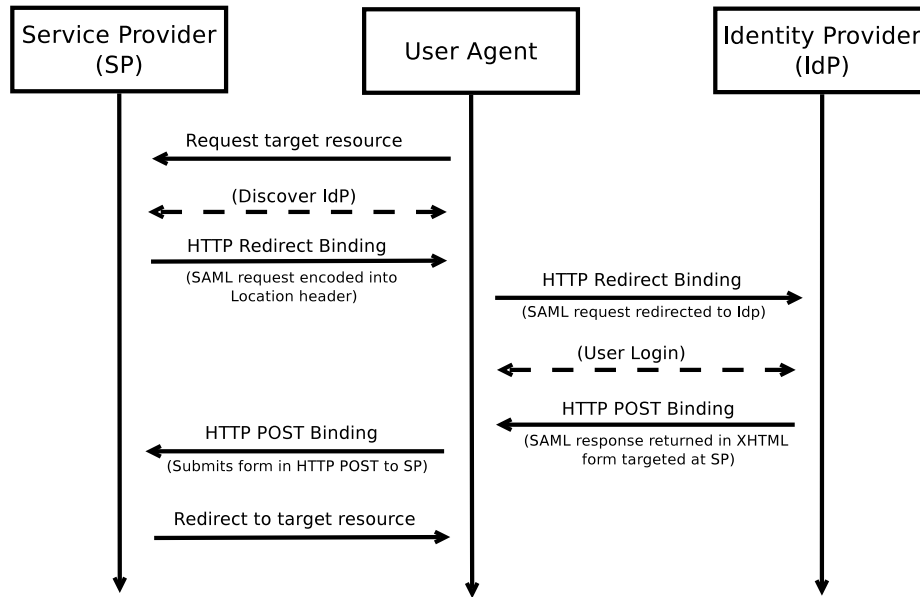 Service Provider
(SP)
User Agent
Identity Provider
(IdP)
Request target resource
(Discover IdP)
HTTP Redirect Binding
(SAML request encoded into
Location header)
HTTP Redirect Binding
(SAML request redirected to Idp)
(User Login)
HTTP POST Binding
(SAML response returned in XHTML
form targeted at SP)
HTTP POST Binding
(Submits form in HTTP POST to SP)
Redirect to target resource